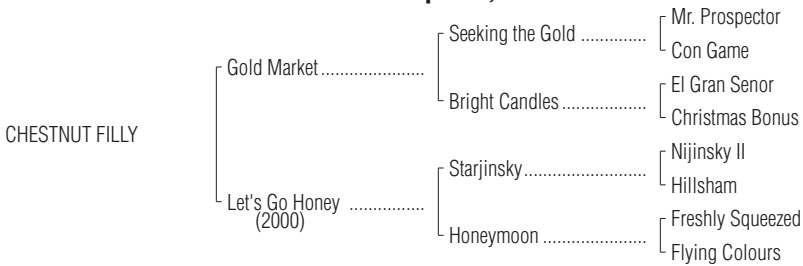 Mr. Prospector
Seeking the Gold ..............
Con Game
Gold Market......................
El Gran Senor
Bright Candles..................
Christmas Bonus
CHESTNUT FILLY
Nijinsky II
Starjinsky..........................
Hillsham
Let's Go Honey ................
(2000)
Freshly Squeezed
Honeymoon ......................
Flying Colours